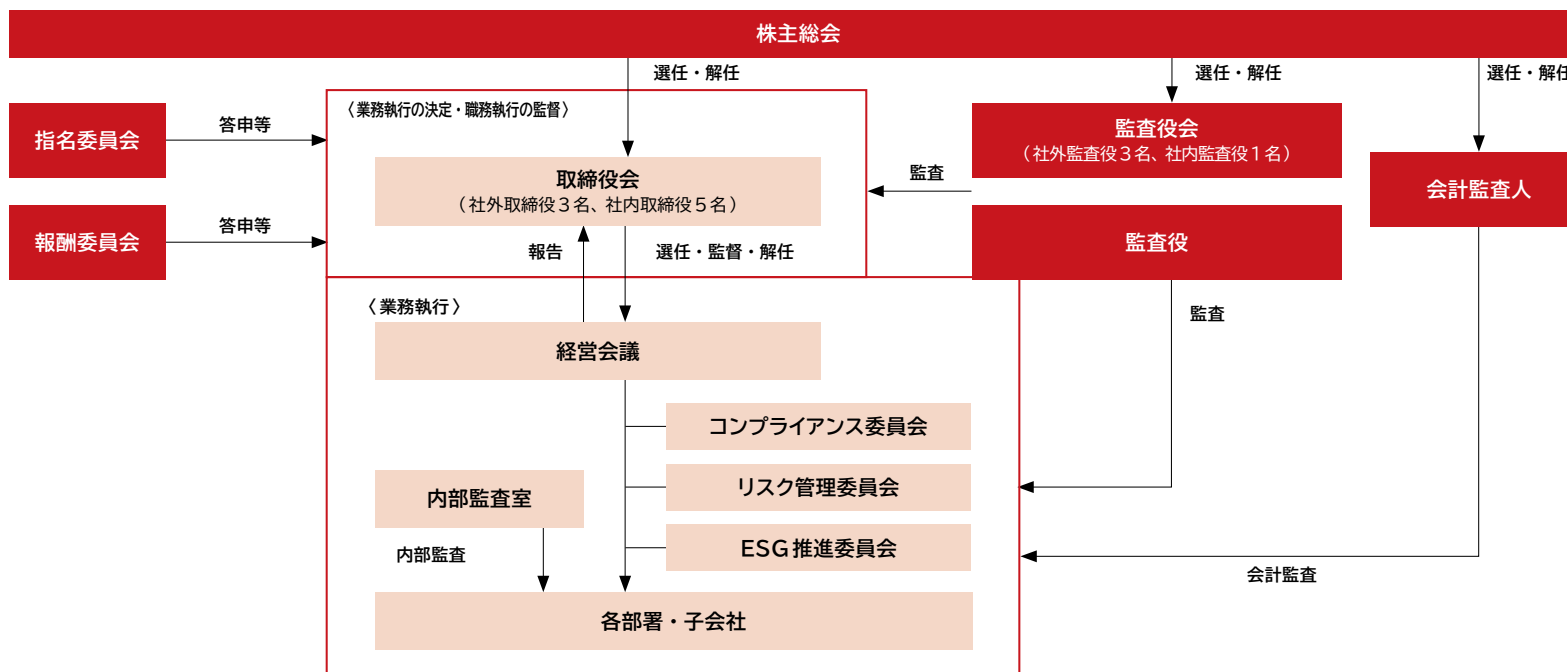 株主総会
選任・解任
選任・解任
選任・解任
指名委員会
答申等
〈業務執行の決定・職務執行の監督〉
監査役会
（社外監査役３名、社内監査役１名）
取締役会
（社外取締役３名、社内取締役５名）
監査
会計監査人
報酬委員会
答申等
監査役
報告
選任・監督・解任
〈業務執行〉
監査
経営会議
コンプライアンス委員会
リスク管理委員会
内部監査室
ESG推進委員会
内部監査
会計監査
各部署・子会社